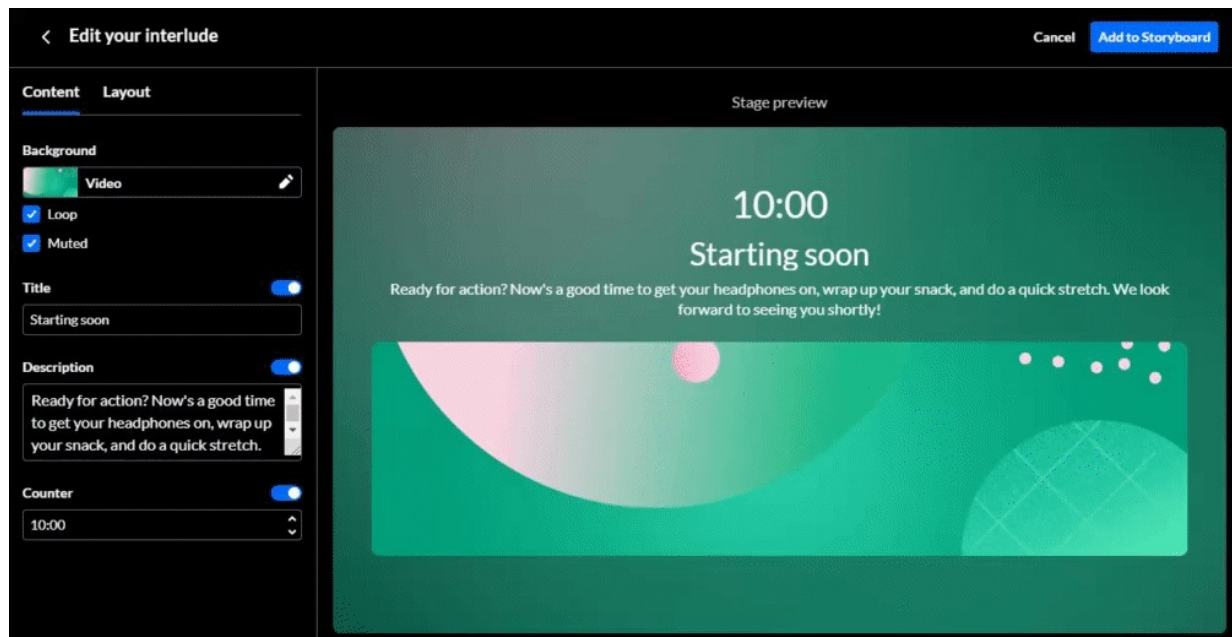 Edit your interlude
Cancel
Add to Storyboard
Content
Layout
Stage preview
Background
Video
Loop
Muted
Title
Starting soon
Description
Ready for action? Now's a good time
to get your headphones on, wrap up
your snack, and do a quick stretch.
Counter
10:00
10:00
Starting soon
Ready for action? Now's a good time to get your headphones on, wrap up your snack, and do a quick stretch. We look
forward to seeing you shortly!